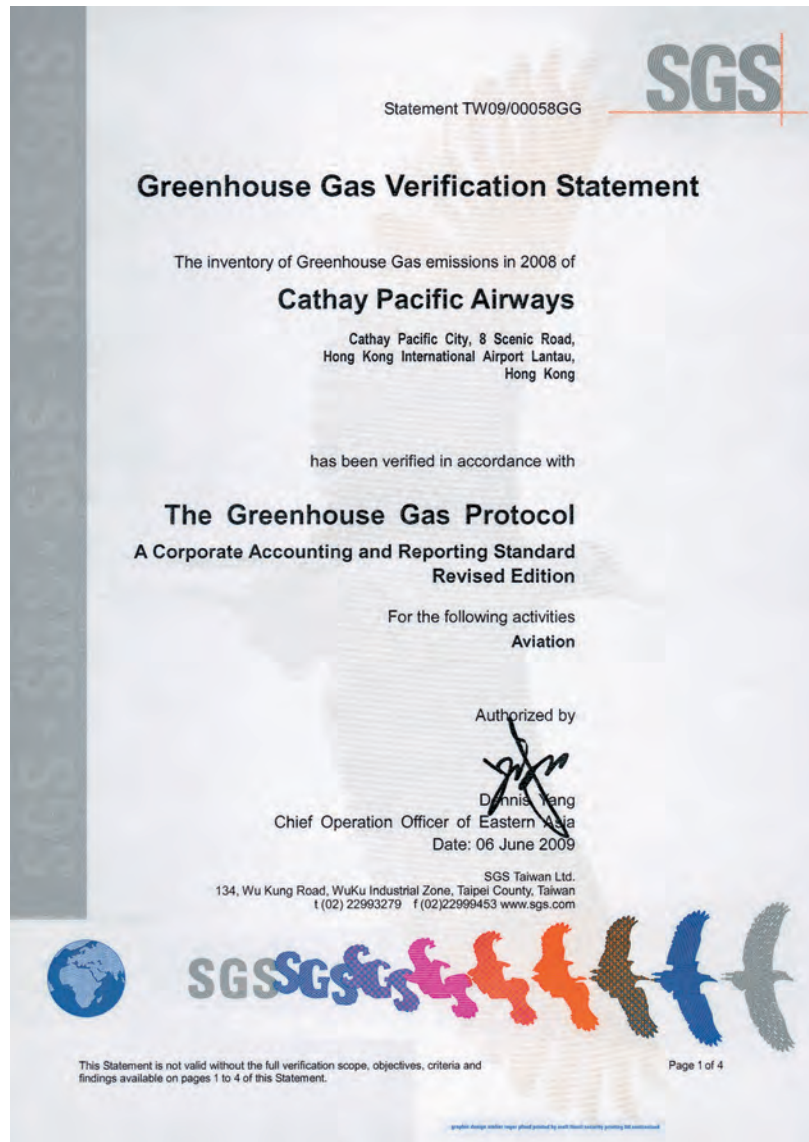 SGS
Statement TW09/00058GG
Greenhouse Gas Verification Statement
The inventory of Greenhouse Gas emissions in 2008 of
Cathay Pacific Airways
Cathay Pacific City, 8 Scenic Road,
Hong Kong International Airport Lantau,
Hong Kong
has been verified in accordance with
The Greenhouse Gas Protocol
A Corporate Accounting and Reporting Standard
Revised Edition
For the following activities
Aviation
Authorized by
Dennis Yang
Chief Operation Officer of Eastern Asia
Date: 06 June 2009
SGS Taiwan Ltd.
134, Wu Kung Road, WuKu Industrial Zone, Taipei County, Taiwan
t (02) 22993279 f (02)22999453 www.sgs.com
SGSSGSSGS
This Statement is not valid without the full verification scope, objectives, criteria and
findings available on pages 1 to 4 of this Statement.
Page 1 of 4